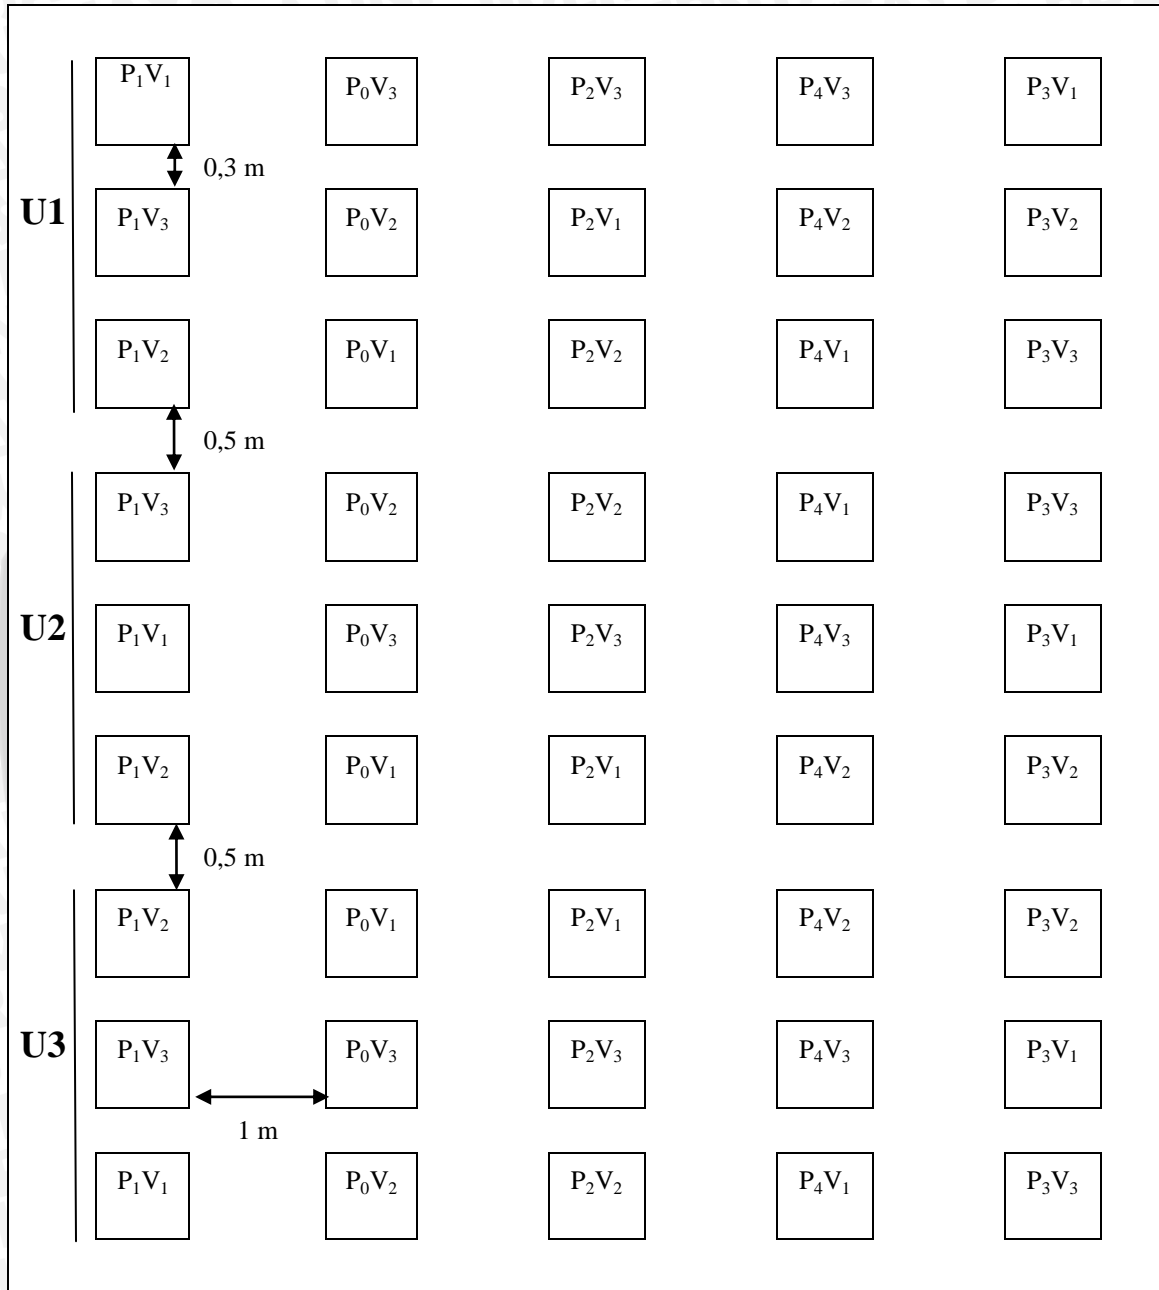 P₁V₁ P₀V₃ P₂V₃ P₄V₃ P₃V₁
0,3 m
U1
P₁V₃ P₀V₂ P₂V₁ P₄V₂ P₃V₂
P₁V₂ P₀V₁ P₂V₂ P₄V₁ P₃V₃
0,5 m
P₁V₃ P₀V₂ P₂V₂ P₄V₁ P₃V₃
U2
P₁V₁ P₀V₃ P₂V₃ P₄V₃ P₃V₁
P₁V₂ P₀V₁ P₂V₁ P₄V₂ P₃V₂
0,5 m
P₁V₂ P₀V₁ P₂V₁ P₄V₂ P₃V₂
U3
P₁V₃ P₀V₃ P₂V₃ P₄V₃ P₃V₁
1 m
P₁V₁ P₀V₂ P₂V₂ P₄V₁ P₃V₃